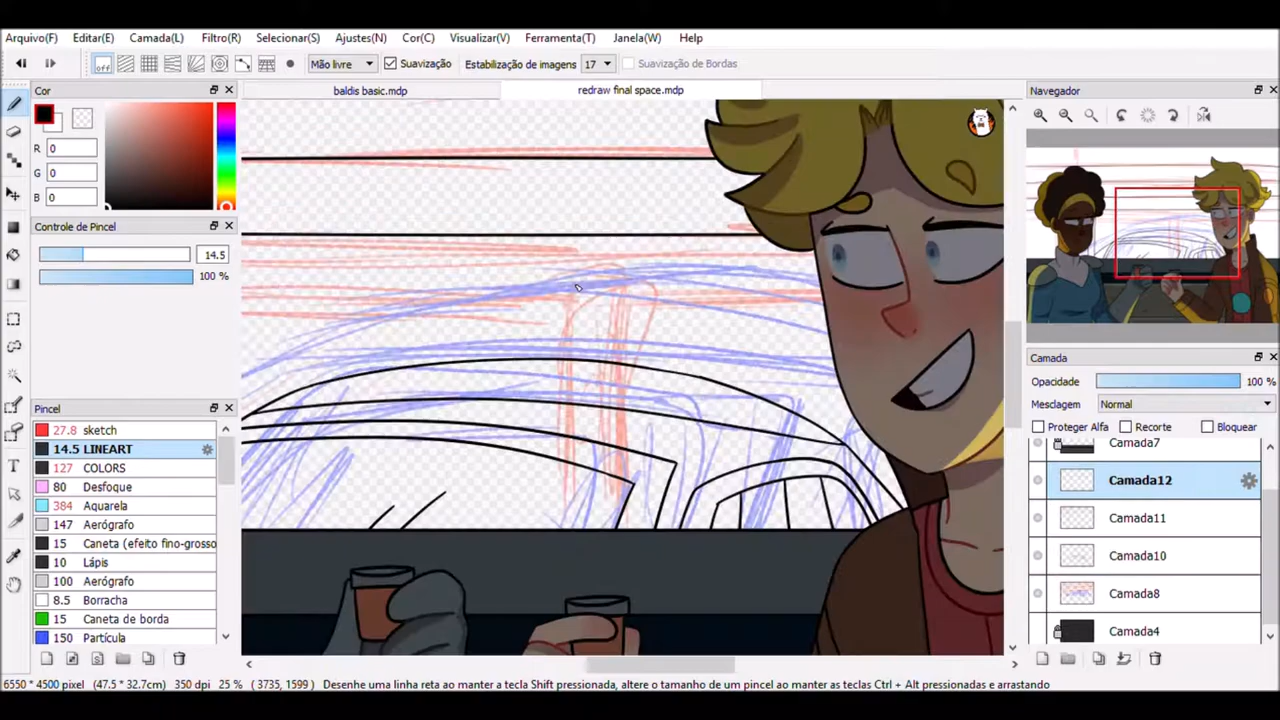 Arquivo(F) Editar(E) Camada(L) Filtro(R) Selecionar(S) Ajustes(N) Cor(C) Visualizar(V) Ferramenta(T) Janela(W) Help
off Mão livre Suavização Estabilização de imagens 17 Suavização de Bordas
Cor
baldis basic.mdp redraw final space.mdp
Navegador
R 0
G 0
B 0
Controle de Pincel
14.5
100 %
Pincel
27.8 sketch
14.5 LINEART
127 COLORS
80 Desfoque
384 Aquarela
147 Aerógrafo
15 Caneta (efeito fino-grosso
10 Lápis
100 Aerógrafo
8.5 Borracha
15 Caneta de borda
150 Partícula
Camada
Opacidade 100 %
Mesclagem Normal
Proteger Alfa Recorte Bloquear
Camada7
Camada12
Camada11
Camada10
Camada8
Camada4
6550 * 4500 pixel (47.5 * 32.7cm) 350 dpi 25 % ( 3735, 1599 ) Desenhe uma linha reta ao manter a tecla Shift pressionada, altere o tamanho de um pincel ao manter as teclas Ctrl + Alt pressionadas e arrastando